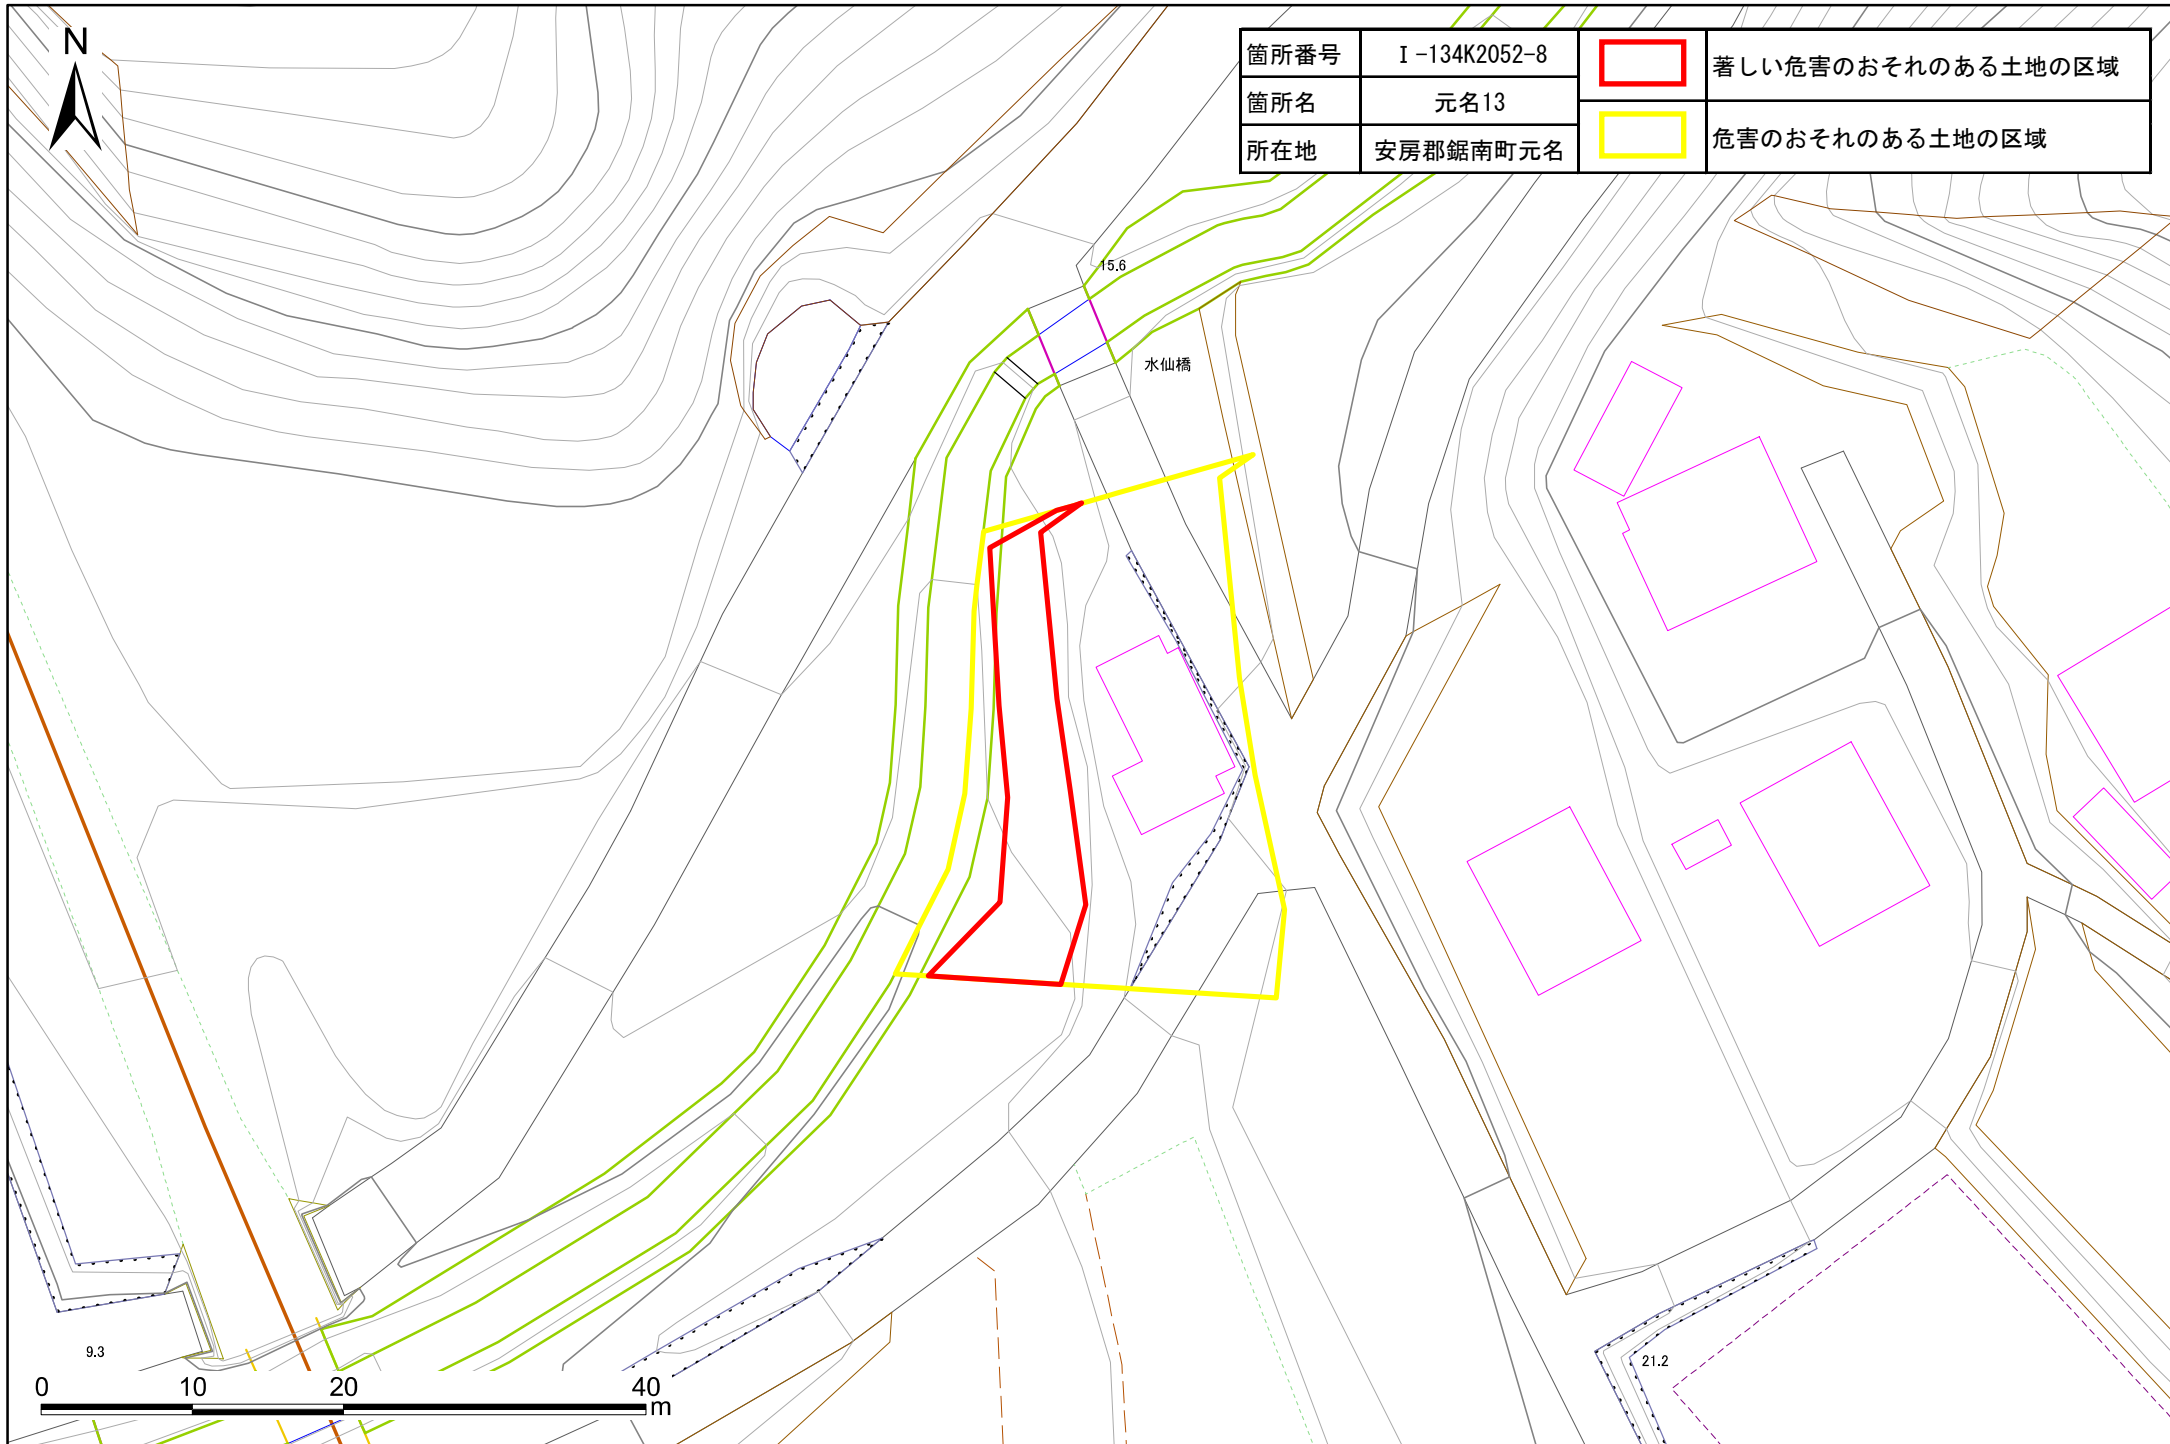 N
箇所番号 Ⅰ-134K2052-8
箇所名 元名13
所在地 安房郡鋸南町元名
著しい危害のおそれのある土地の区域
危害のおそれのある土地の区域
15.6
水仙橋
9.3
21.2
0 10 20 40
m